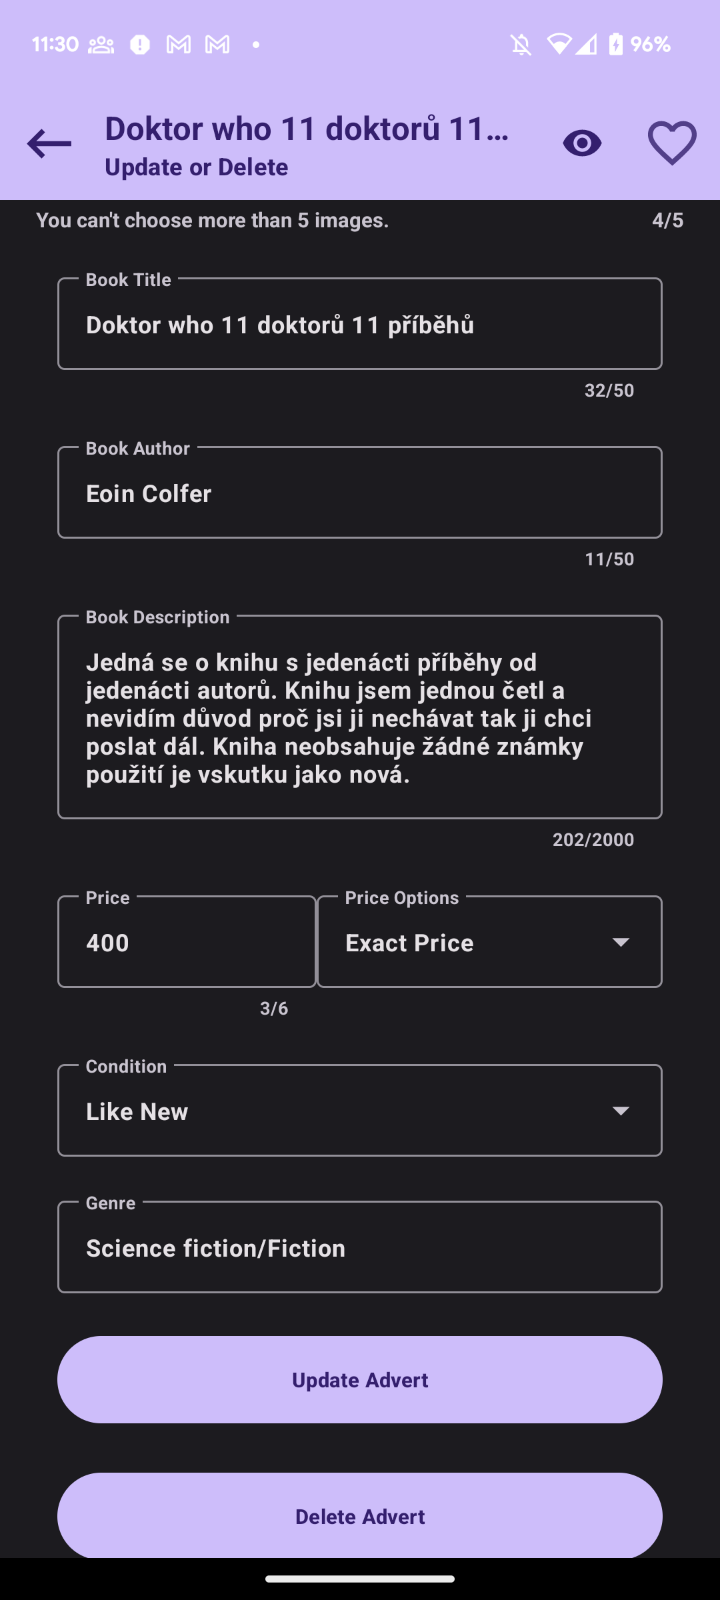 11:30
96%
Doktor who 11 doktorů 11...
Update or Delete
You can't choose more than 5 images.
4/5
Book Title
Doktor who 11 doktorů 11 příběhů
32/50
Book Author
Eoin Colfer
11/50
Book Description
Jedná se o knihu s jedenácti příběhy od
jedenácti autorů. Knihu jsem jednou četl a
nevidím důvod proč jsi ji nechávat tak ji chci
poslat dál. Kniha neobsahuje žádné známky
použití je vskutku jako nová.
202/2000
Price
400
3/6
Price Options
Exact Price
Condition
Like New
Genre
Science fiction/Fiction
Update Advert
Delete Advert